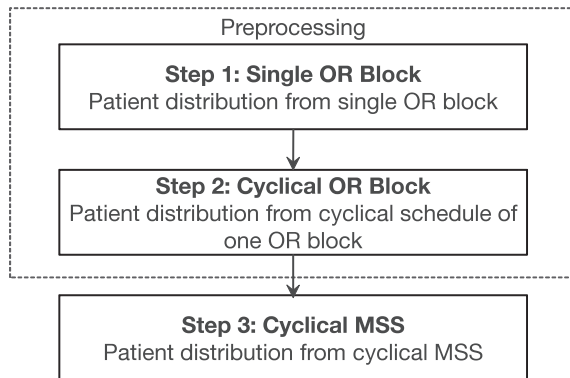 Preprocessing
Step 1: Single OR Block
Patient distribution from single OR block
Step 2: Cyclical OR Block
Patient distribution from cyclical schedule of
one OR block
Step 3: Cyclical MSS
Patient distribution from cyclical MSS